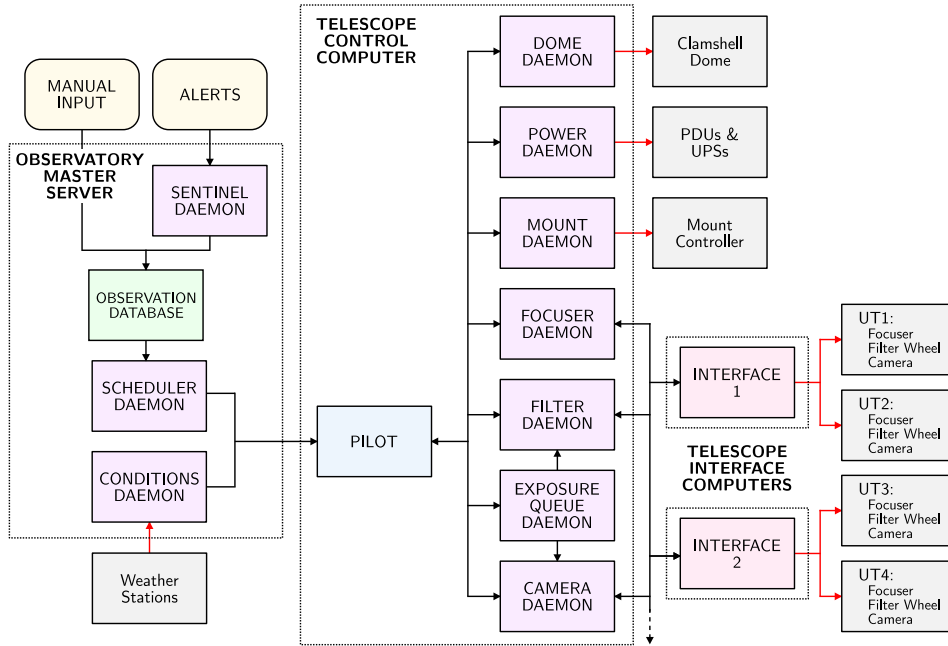 MANUAL
INPUT
ALERTS
OBSERVATORY
MASTER
SERVER
SENTINEL
DAEMON
OBSERVATION
DATABASE
SCHEDULER
DAEMON
CONDITIONS
DAEMON
Weather
Stations
TELESCOPE
CONTROL
COMPUTER
PILOT
DOME
DAEMON
POWER
DAEMON
MOUNT
DAEMON
FOCUSER
DAEMON
FILTER
DAEMON
EXPOSURE
QUEUE
DAEMON
CAMERA
DAEMON
Clamshell
Dome
PDUs &
UPSs
Mount
Controller
INTERFACE
1
TELESCOPE
INTERFACE
COMPUTERS
INTERFACE
2
UT1:
Focuser
Filter Wheel
Camera
UT2:
Focuser
Filter Wheel
Camera
UT3:
Focuser
Filter Wheel
Camera
UT4:
Focuser
Filter Wheel
Camera